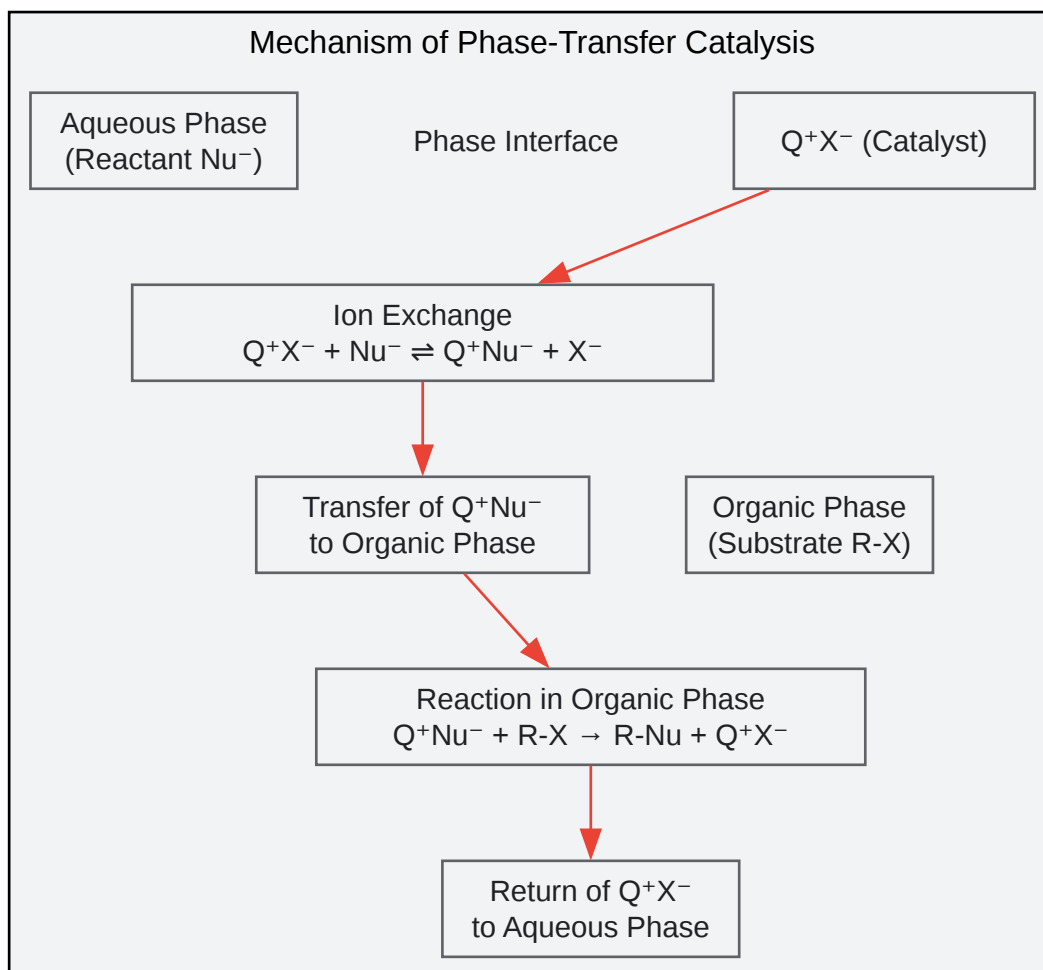 Mechanism of Phase-Transfer Catalysis
Aqueous Phase
(Reactant Nu⁻)
Phase Interface
Q⁺X⁻ (Catalyst)
Ion Exchange
Q⁺X⁻ + Nu⁻ ⇌ Q⁺Nu⁻ + X⁻
Transfer of Q⁺Nu⁻
to Organic Phase
Organic Phase
(Substrate R-X)
Reaction in Organic Phase
Q⁺Nu⁻ + R-X → R-Nu + Q⁺X⁻
Return of Q⁺X⁻
to Aqueous Phase